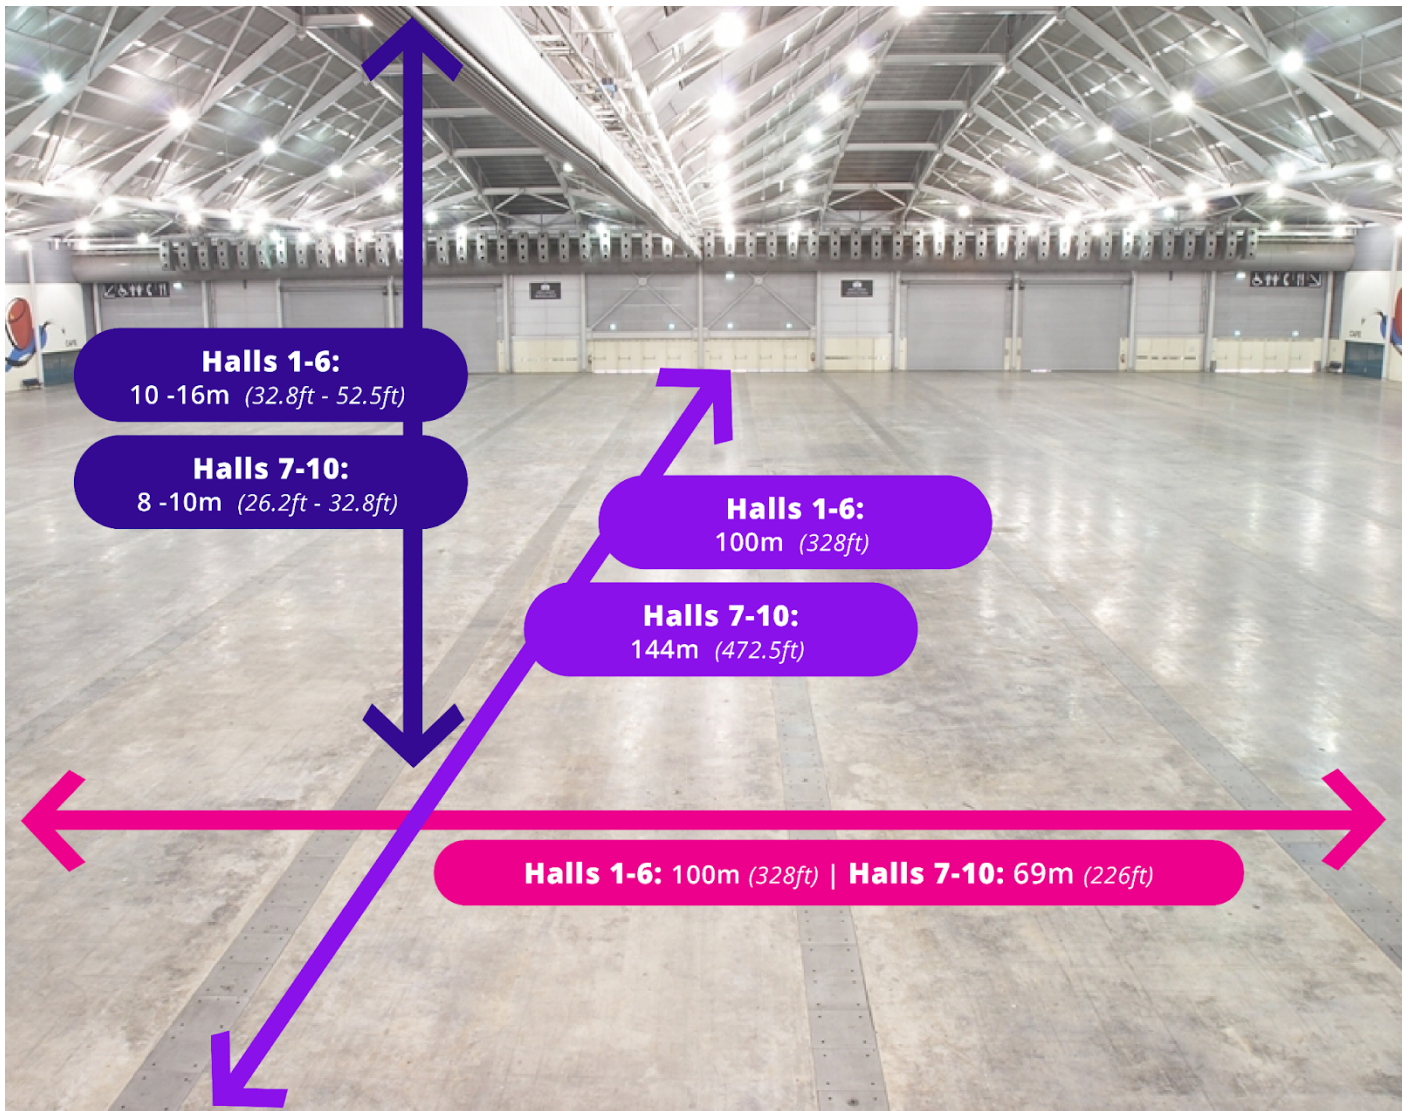 Halls 1-6:
10 -16m (32.8ft - 52.5ft)
Halls 7-10:
8 -10m (26.2ft - 32.8ft)
Halls 1-6:
100m (328ft)
Halls 7-10:
144m (472.5ft)
Halls 1-6: 100m (328ft) | Halls 7-10: 69m (226ft)